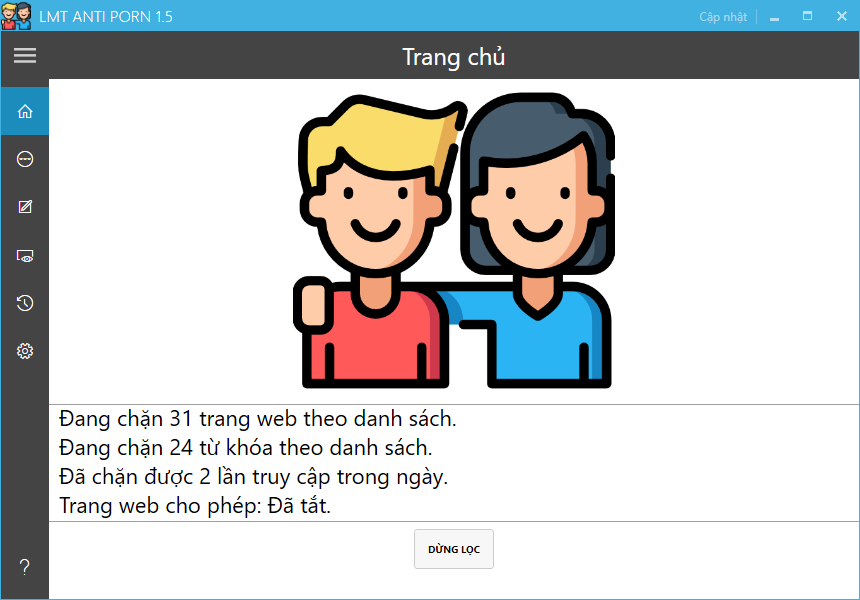 LMT ANTI PORN 1.5
Cập nhật
Trang chủ
Đang chặn 31 trang web theo danh sách.
Đang chặn 24 từ khóa theo danh sách.
Đã chặn được 2 lần truy cập trong ngày.
Trang web cho phép: Đã tắt.
DỪNG LỌC
?